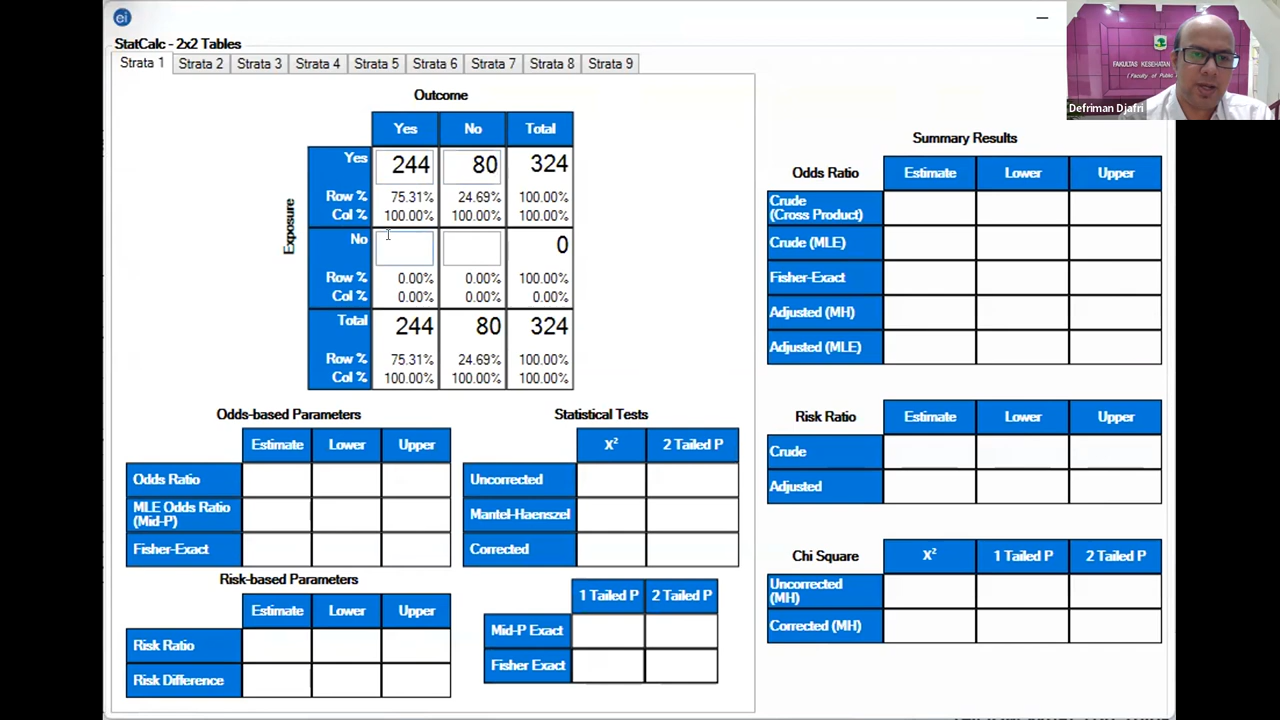 ei
StatCalc - 2x2 Tables
Strata 1 Strata 2 Strata 3 Strata 4 Strata 5 Strata 6 Strata 7 Strata 8 Strata 9
Outcome
Yes No Total
Exposure
Yes 244 80 324
Row % 75.31% 24.69% 100.00%
Col % 100.00% 100.00% 100.00%
No 0
Row % 0.00% 0.00% 100.00%
Col % 0.00% 0.00% 0.00%
Total 244 80 324
Row % 75.31% 24.69% 100.00%
Col % 100.00% 100.00% 100.00%
Odds-based Parameters
Estimate Lower Upper
Odds Ratio
MLE Odds Ratio
(Mid-P)
Fisher-Exact
Risk-based Parameters
Estimate Lower Upper
Risk Ratio
Risk Difference
Statistical Tests
X² 2 Tailed P
Uncorrected
Mantel-Haenszel
Corrected
1 Tailed P 2 Tailed P
Mid-P Exact
Fisher Exact
Summary Results
Odds Ratio Estimate Lower Upper
Crude
(Cross Product)
Crude (MLE)
Fisher-Exact
Adjusted (MH)
Adjusted (MLE)
Risk Ratio Estimate Lower Upper
Crude
Adjusted
Chi Square X² 1 Tailed P 2 Tailed P
Uncorrected
(MH)
Corrected (MH)
FAKULTAS KESEHATAN
(Faculty of Public
Defriman Djafri